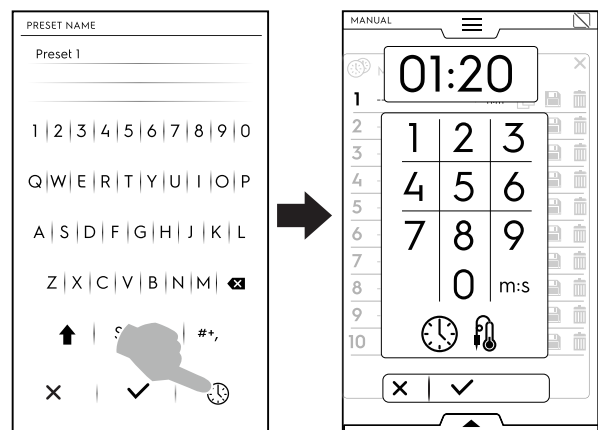 PRESET NAME
Preset 1
1 2 3 4 5 6 7 8 9 0
Q W E R T Y U I O P
A S D F G H J K L
Z X C V B N M
#+,
MANUAL
01:20
1
2
3
4
5
6
7
8
9
10
1 2 3
4 5 6
7 8 9
0 m:s